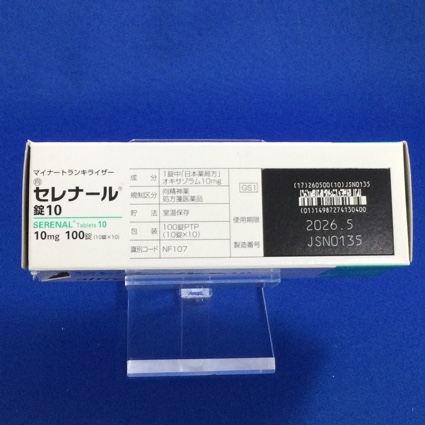 マイナートランキライザー
セレナール®
錠10
SERENAL® Tablets 10
10mg 100錠 (10錠×10)
成分 1錠中「日本薬局方」
オキサゾラム10mg
規制区分 向精神薬
処方箋医薬品
貯法 室温保存
包装 100錠PTP
(10錠×10)
識別コード NF107
GS1
使用期限
製造番号
(17)260500(10)JSN0135
(01)14987274130400
2026.5
JSN0135